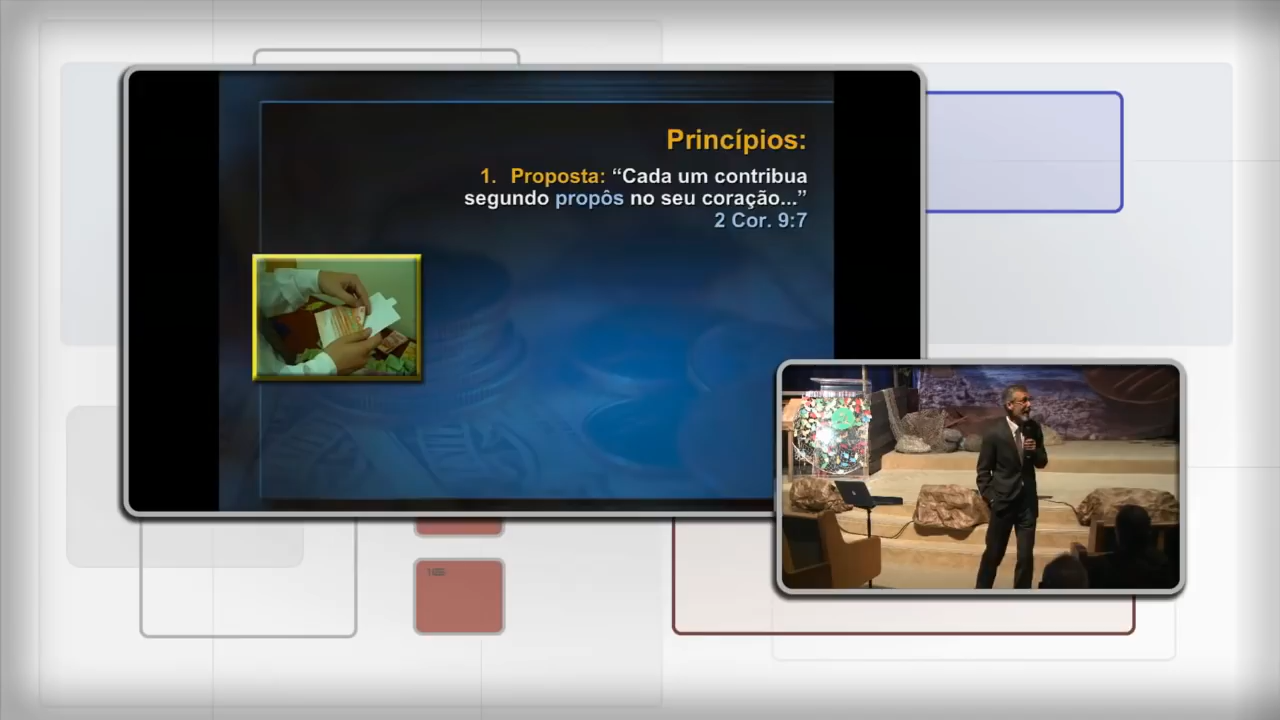 Princípios:
1. Proposta: “Cada um contribua
segundo propôs no seu coração...”
2 Cor. 9:7